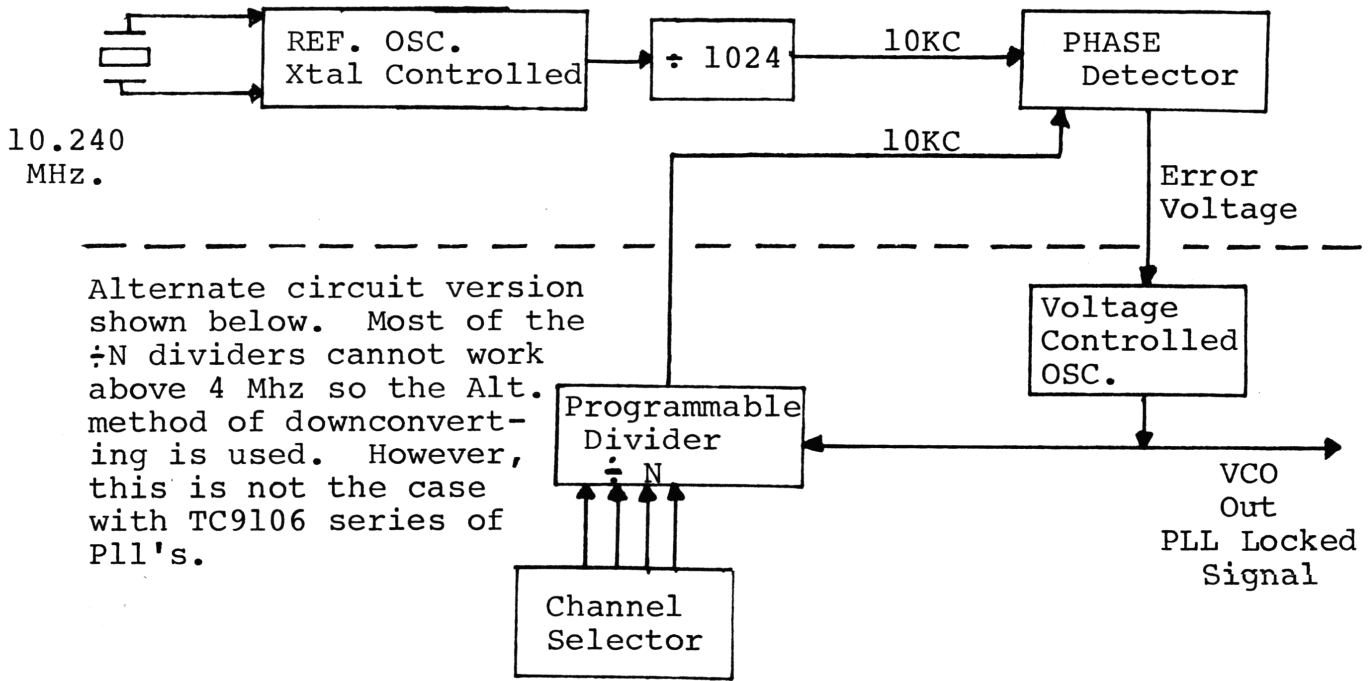 REF. OSC.
Xtal Controlled
÷ 1024
10KC
PHASE
Detector
10.240
MHz.
10KC
Error
Voltage
Alternate circuit version
shown below. Most of the
÷N dividers cannot work
above 4 Mhz so the Alt.
method of downconvert-
ing is used. However,
this is not the case
with TC9106 series of
Pll's.
Voltage
Controlled
OSC.
Programmable
Divider
÷ N
VCO
Out
PLL Locked
Signal
Channel
Selector